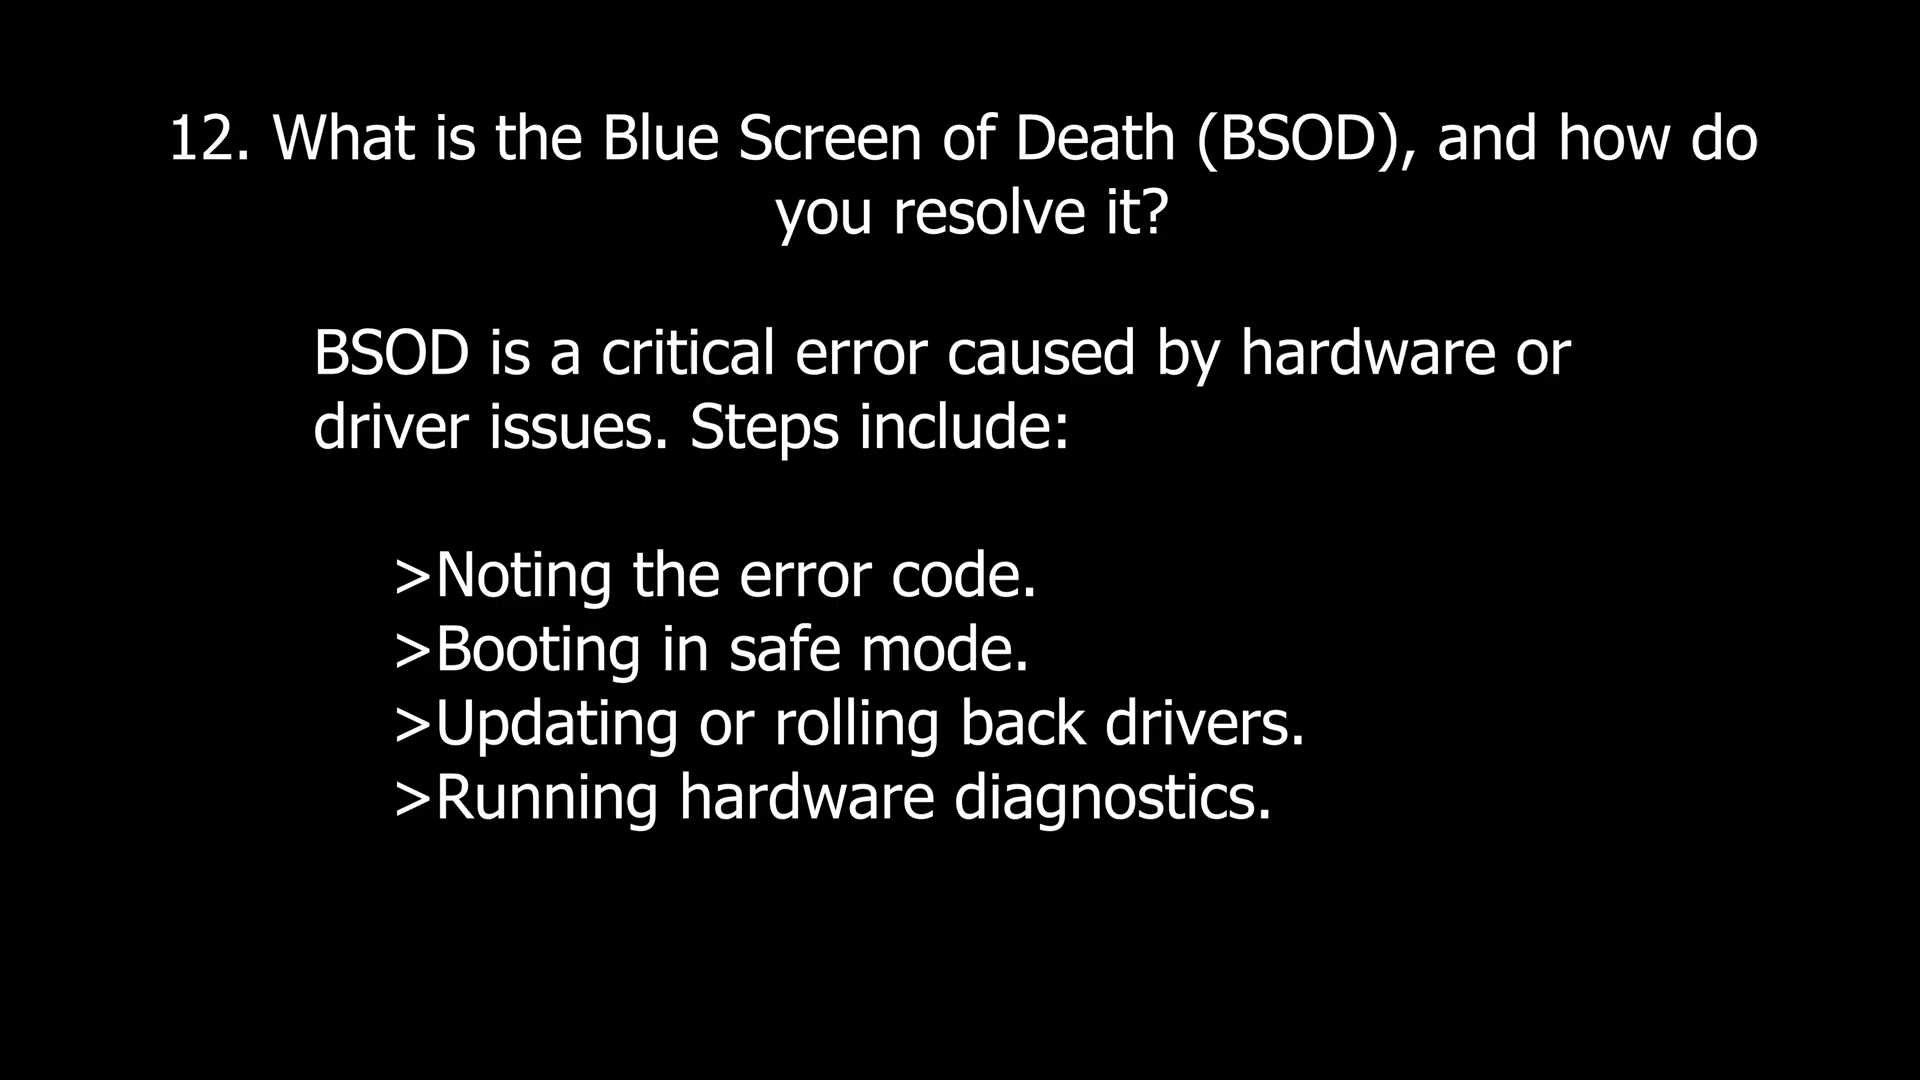 12. What is the Blue Screen of Death (BSOD), and how do
you resolve it?
BSOD is a critical error caused by hardware or
driver issues. Steps include:
>Noting the error code.
>Booting in safe mode.
>Updating or rolling back drivers.
>Running hardware diagnostics.